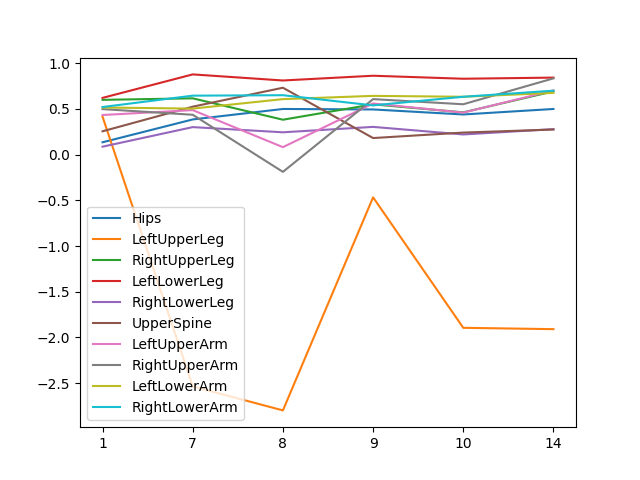 1.0
0.5
0.0
−0.5
−1.0
−1.5
−2.0
−2.5
Hips
LeftUpperLeg
RightUpperLeg
LeftLowerLeg
RightLowerLeg
UpperSpine
LeftUpperArm
RightUpperArm
LeftLowerArm
RightLowerArm
1 7 8 9 10 14